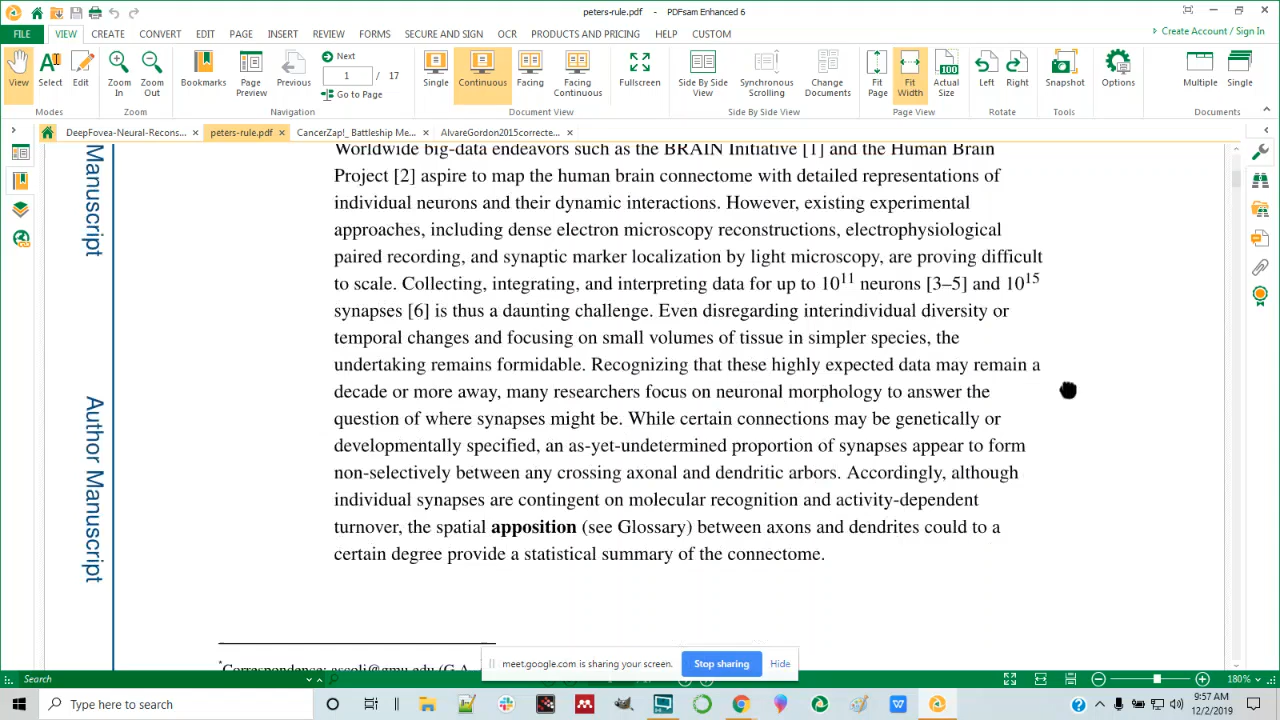 peters-rule.pdf - PDFsam Enhanced 6
FILE VIEW CREATE CONVERT EDIT PAGE INSERT REVIEW FORMS SECURE AND SIGN OCR PRODUCTS AND PRICING HELP CUSTOM
Create Account / Sign In
View
Select
Edit
Modes
Zoom In
Zoom Out
Zoom
Bookmarks
Page Preview
Previous
Next
1 / 17
Go to Page
Navigation
Single
Continuous
Facing
Facing Continuous
Fullscreen
Document View
Side By Side View
Synchronous Scrolling
Change Documents
Side By Side
Fit Page
Fit Width
100
Actual Size
Page View
Left
Right
Rotate
Snapshot
Tools
Options
Multiple
Single
Documents
DeepFovea-Neural-Recons... ×
peters-rule.pdf ×
CancerZap!_ Battleship Me... ×
AlvareGordon2015correcte... ×
Manuscript
Author Manuscript
Worldwide big-data endeavors such as the BRAIN Initiative [1] and the Human Brain
Project [2] aspire to map the human brain connectome with detailed representations of
individual neurons and their dynamic interactions. However, existing experimental
approaches, including dense electron microscopy reconstructions, electrophysiological
paired recording, and synaptic marker localization by light microscopy, are proving difficult
to scale. Collecting, integrating, and interpreting data for up to 10¹¹ neurons [3–5] and 10¹⁵
synapses [6] is thus a daunting challenge. Even disregarding interindividual diversity or
temporal changes and focusing on small volumes of tissue in simpler species, the
undertaking remains formidable. Recognizing that these highly expected data may remain a
decade or more away, many researchers focus on neuronal morphology to answer the
question of where synapses might be. While certain connections may be genetically or
developmentally specified, an as-yet-undetermined proportion of synapses appear to form
non-selectively between any crossing axonal and dendritic arbors. Accordingly, although
individual synapses are contingent on molecular recognition and activity-dependent
turnover, the spatial apposition (see Glossary) between axons and dendrites could to a
certain degree provide a statistical summary of the connectome.
*Correspondence: ascoli@gmu.edu (G.A.
meet.google.com is sharing your screen. Stop sharing Hide
Search
180%
Type here to search
9:57 AM
12/2/2019